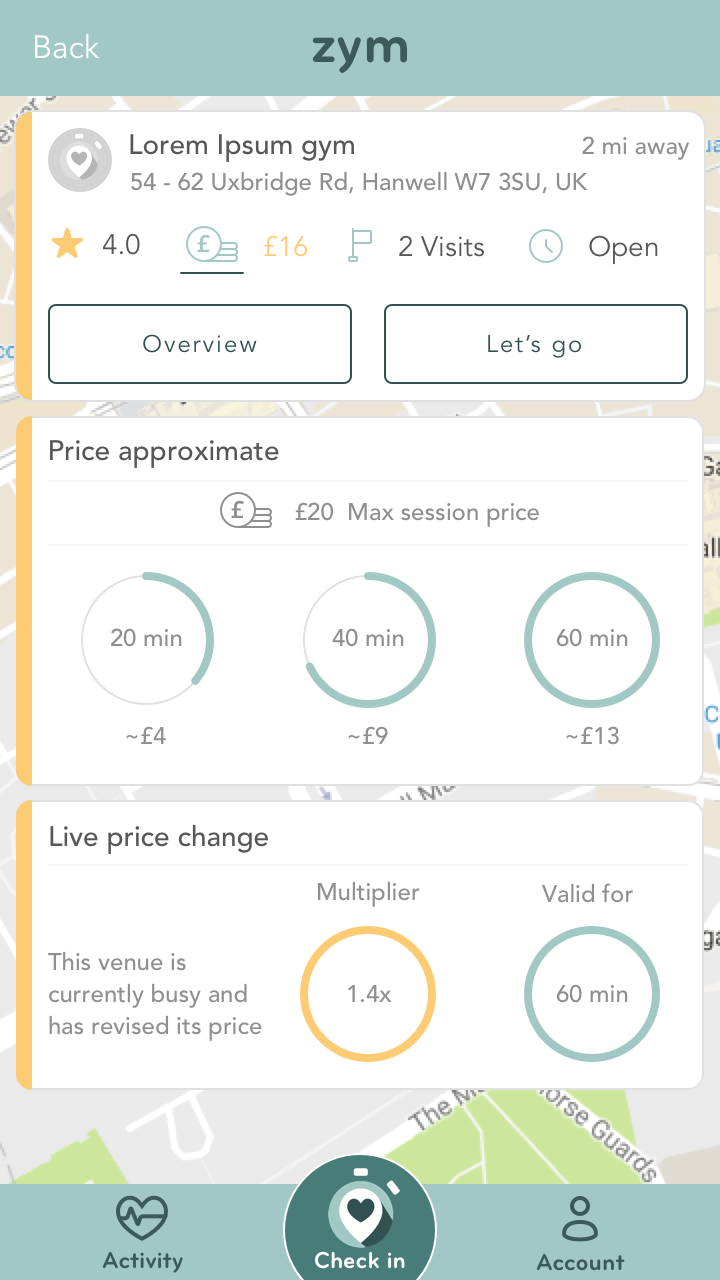 Back
zym
Lorem Ipsum gym
2 mi away
54 - 62 Uxbridge Rd, Hanwell W7 3SU, UK
4.0
£
£16
2 Visits
Open
Overview
Let’s go
Price approximate
£
£20 Max session price
20 min
40 min
60 min
~£4
~£9
~£13
Live price change
Multiplier
Valid for
This venue is
currently busy and
has revised its price
1.4x
60 min
The M
orse Guards
Activity
Check in
Account